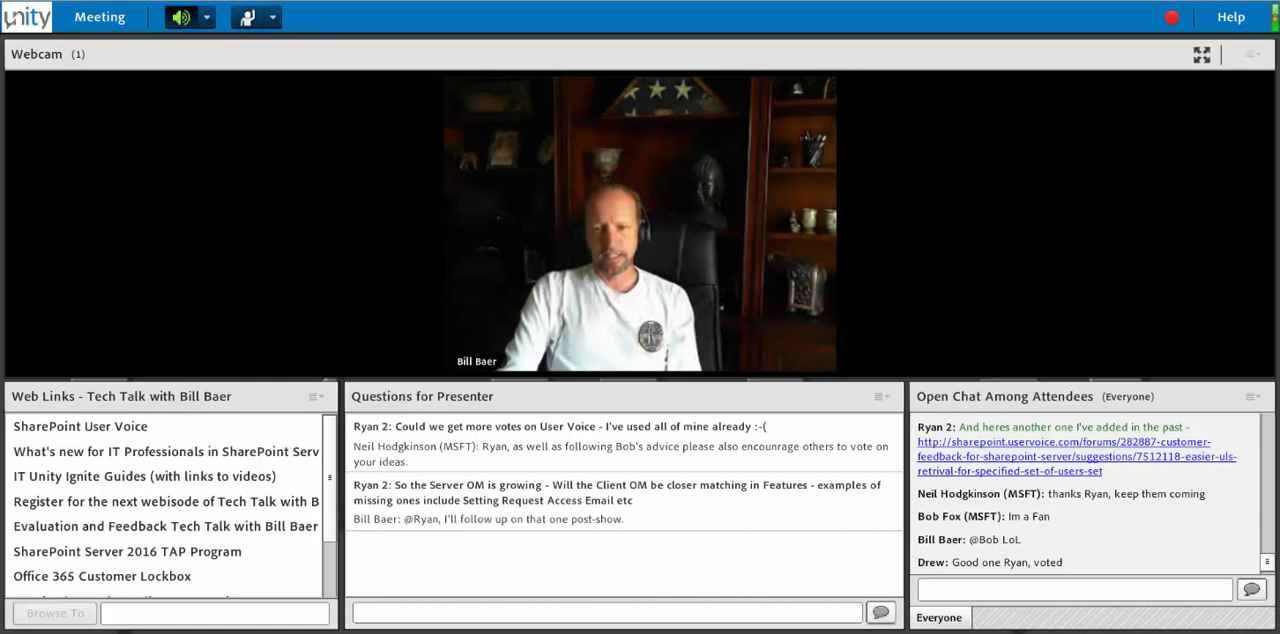 unity Meeting Help
Webcam (1)
Bill Baer
Web Links - Tech Talk with Bill Baer
SharePoint User Voice
What's new for IT Professionals in SharePoint Serv
IT Unity Ignite Guides (with links to videos)
Register for the next webisode of Tech Talk with B
Evaluation and Feedback Tech Talk with Bill Baer
SharePoint Server 2016 TAP Program
Office 365 Customer Lockbox
Browse To
Questions for Presenter
Ryan 2: Could we get more votes on User Voice - I've used all of mine already :-(
Neil Hodgkinson (MSFT): Ryan, as well as following Bob's advice please also encourage others to vote on
your ideas.
Ryan 2: So the Server OM is growing - Will the Client OM be closer matching in Features - examples of
missing ones include Setting Request Access Email etc
Bill Baer: @Ryan, I'll follow up on that one post-show.
Open Chat Among Attendees (Everyone)
Ryan 2: And heres another one I've added in the past -
http://sharepoint.uservoice.com/forums/282887-customer-
feedback-for-sharepoint-server/suggestions/7512118-easier-uls-
retrival-for-specified-set-of-users-set
Neil Hodgkinson (MSFT): thanks Ryan, keep them coming
Bob Fox (MSFT): Im a Fan
Bill Baer: @Bob LoL
Drew: Good one Ryan, voted
Everyone